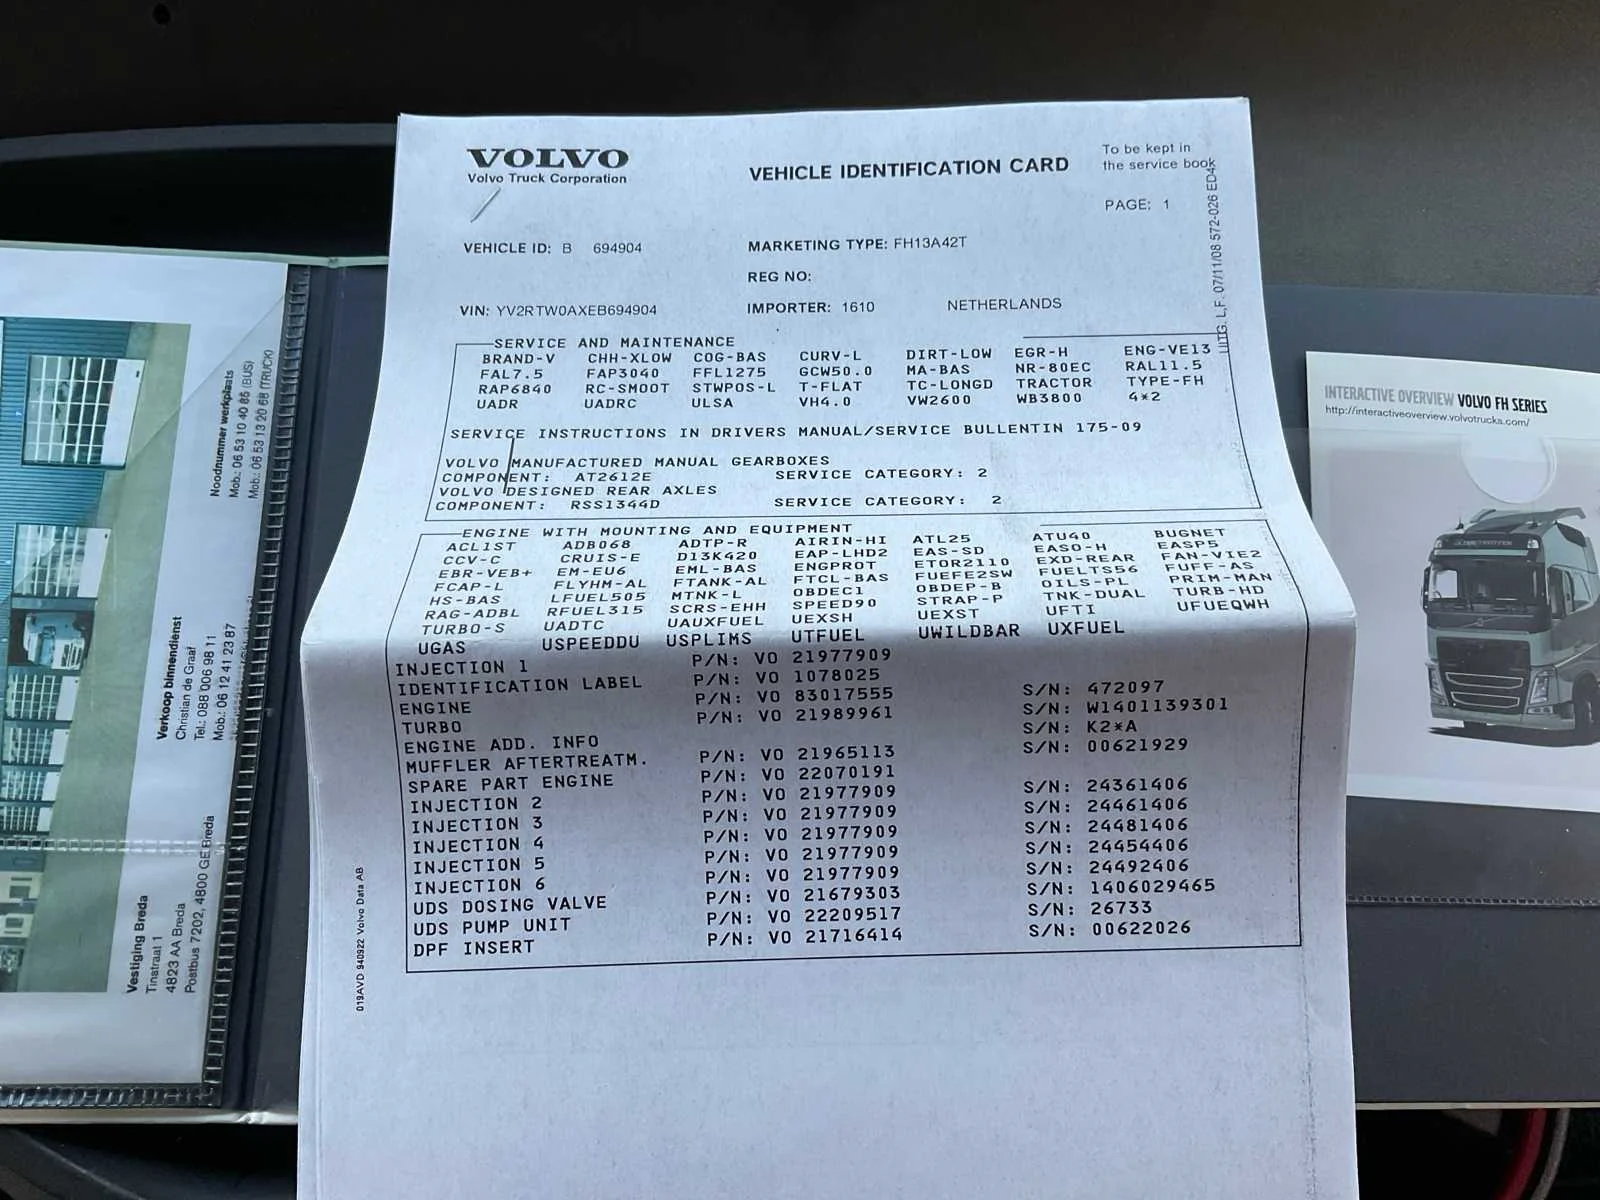 VOLVO
Volvo Truck Corporation
VEHICLE IDENTIFICATION CARD
To be kept in
the service book
PAGE: 1
VEHICLE ID: B 694904
MARKETING TYPE: FH13A42T
REG NO:
VIN: YV2RTW0AXEB694904
IMPORTER: 1610 NETHERLANDS
SERVICE AND MAINTENANCE
BRAND-V CHH-XLOW COG-BAS CURV-L DIRT-LOW EGR-H ENG-VE13
FAL7.5 FAP3040 FFL1275 GCW50.0 MA-BAS NR-80EC RAL11.5
RAP6840 RC-SMOOT STWPOS-L T-FLAT TC-LONGD TRACTOR TYPE-FH
UADR UADRC ULSA VH4.0 VW2600 WB3800 4*2
SERVICE INSTRUCTIONS IN DRIVERS MANUAL/SERVICE BULLENTIN 175-09
VOLVO MANUFACTURED MANUAL GEARBOXES
COMPONENT: AT2612E SERVICE CATEGORY: 2
VOLVO DESIGNED REAR AXLES
COMPONENT: RSS1344D SERVICE CATEGORY: 2
ENGINE WITH MOUNTING AND EQUIPMENT
ACL1ST ADB068 ADTP-R AIRIN-HI ATL25 ATU40 BUGNET
CCV-C CRUIS-E D13K420 EAP-LHD2 EAS-SD EASO-H EASP5
EBR-VEB+ EM-EU6 EML-BAS ENGPROT ETOR2110 EXD-REAR FAN-VIE2
FCAP-L FLYHM-AL FTANK-AL FTCL-BAS FUEFE2SW FUELTS56 FUFF-AS
HS-BAS LFUEL505 MTNK-L OBDEC1 OBDEP-B OILS-PL PRIM-MAN
RAG-ADBL RFUEL315 SCRS-EHH SPEED90 STRAP-P TNK-DUAL TURB-HD
TURBO-S UADTC UAUXFUEL UEXSH UEXST UFTI UFUEQWH
UGAS USPEEDDU USPLIMS UTFUEL UWILDBAR UXFUEL
INJECTION 1 P/N: VO 21977909
IDENTIFICATION LABEL P/N: VO 1078025
ENGINE P/N: VO 83017555 S/N: 472097
TURBO P/N: VO 21989961 S/N: W1401139301
ENGINE ADD. INFO S/N: K2*A
MUFFLER AFTERTREATM. P/N: VO 21965113 S/N: 00621929
SPARE PART ENGINE P/N: VO 22070191
INJECTION 2 P/N: VO 21977909 S/N: 24361406
INJECTION 3 P/N: VO 21977909 S/N: 24461406
INJECTION 4 P/N: VO 21977909 S/N: 24481406
INJECTION 5 P/N: VO 21977909 S/N: 24454406
INJECTION 6 P/N: VO 21977909 S/N: 24492406
UDS DOSING VALVE P/N: VO 21679303 S/N: 1406029465
UDS PUMP UNIT P/N: VO 22209517 S/N: 26733
DPF INSERT P/N: VO 21716414 S/N: 00622026
UITG. L,F. 07/11/08 572-026 ED4
019AVD 940922 Volvo Data AB
Noodnummer werkplaats
Mob.: 06 53 10 40 85 (BUS)
Mob.: 06 53 13 20 68 (TRUCK)
Verkoop binnendienst
Christian de Graaf
Tel.: 088 006 98 11
Mob.: 06 12 41 23 87
Vestiging Breda
Tinstraat 1
4823 AA Breda
Postbus 7202, 4800 GE Breda
INTERACTIVE OVERVIEW VOLVO FH SERIES
http://interactiveoverview.volvotrucks.com/